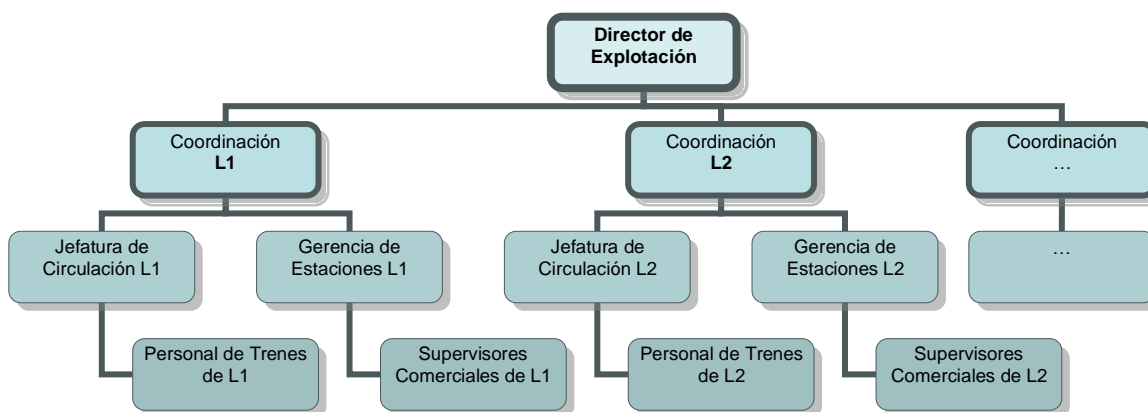 Director de
Explotación
Coordinación
L1
Coordinación
L2
Coordinación
…
Jefatura de
Circulación L1
Gerencia de
Estaciones L1
Jefatura de
Circulación L2
Gerencia de
Estaciones L2
…
Personal de Trenes
de L1
Supervisores
Comerciales de L1
Personal de Trenes
de L2
Supervisores
Comerciales de L2